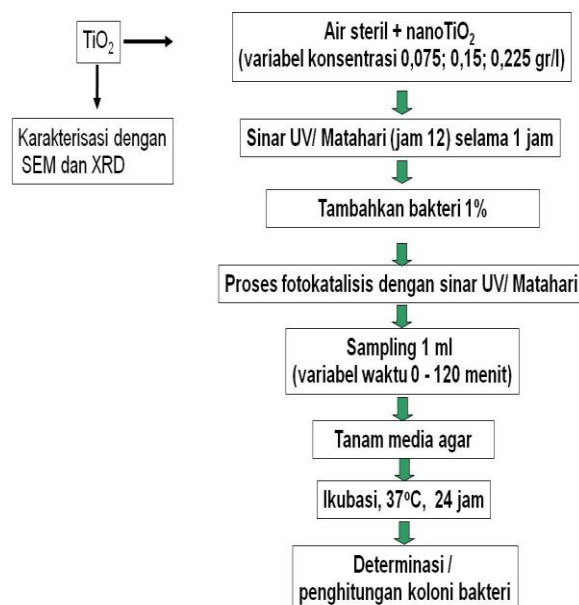 TiO₂
Air steril + nanoTiO₂
(variabel konsentrasi 0,075; 0,15; 0,225 gr/l)
Karakterisasi dengan
SEM dan XRD
Sinar UV/ Matahari (jam 12) selama 1 jam
Tambahkan bakteri 1%
Proses fotokatalisis dengan sinar UV/ Matahari
Sampling 1 ml
(variabel waktu 0 - 120 menit)
Tanam media agar
Ikubasi, 37°C, 24 jam
Determinasi /
penghitungan koloni bakteri